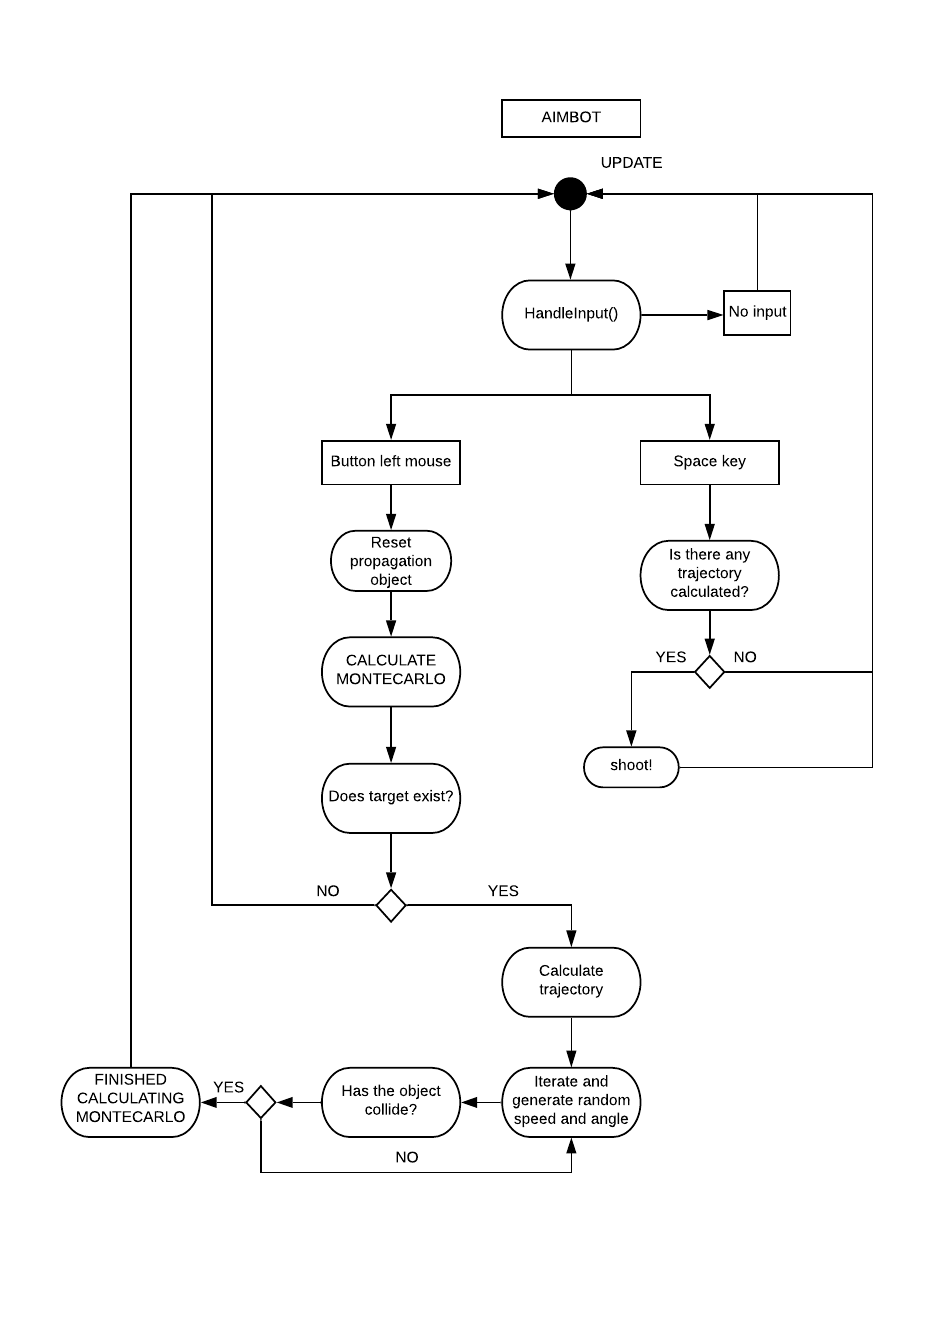 AIMBOT
UPDATE
HandleInput()
No input
Button left mouse
Space key
Reset
propagation
object
Is there any
trajectory
calculated?
CALCULATE
MONTECARLO
YES
NO
shoot!
Does target exist?
NO
YES
Calculate
trajectory
FINISHED
CALCULATING
MONTECARLO
YES
Has the object
collide?
Iterate and
generate random
speed and angle
NO